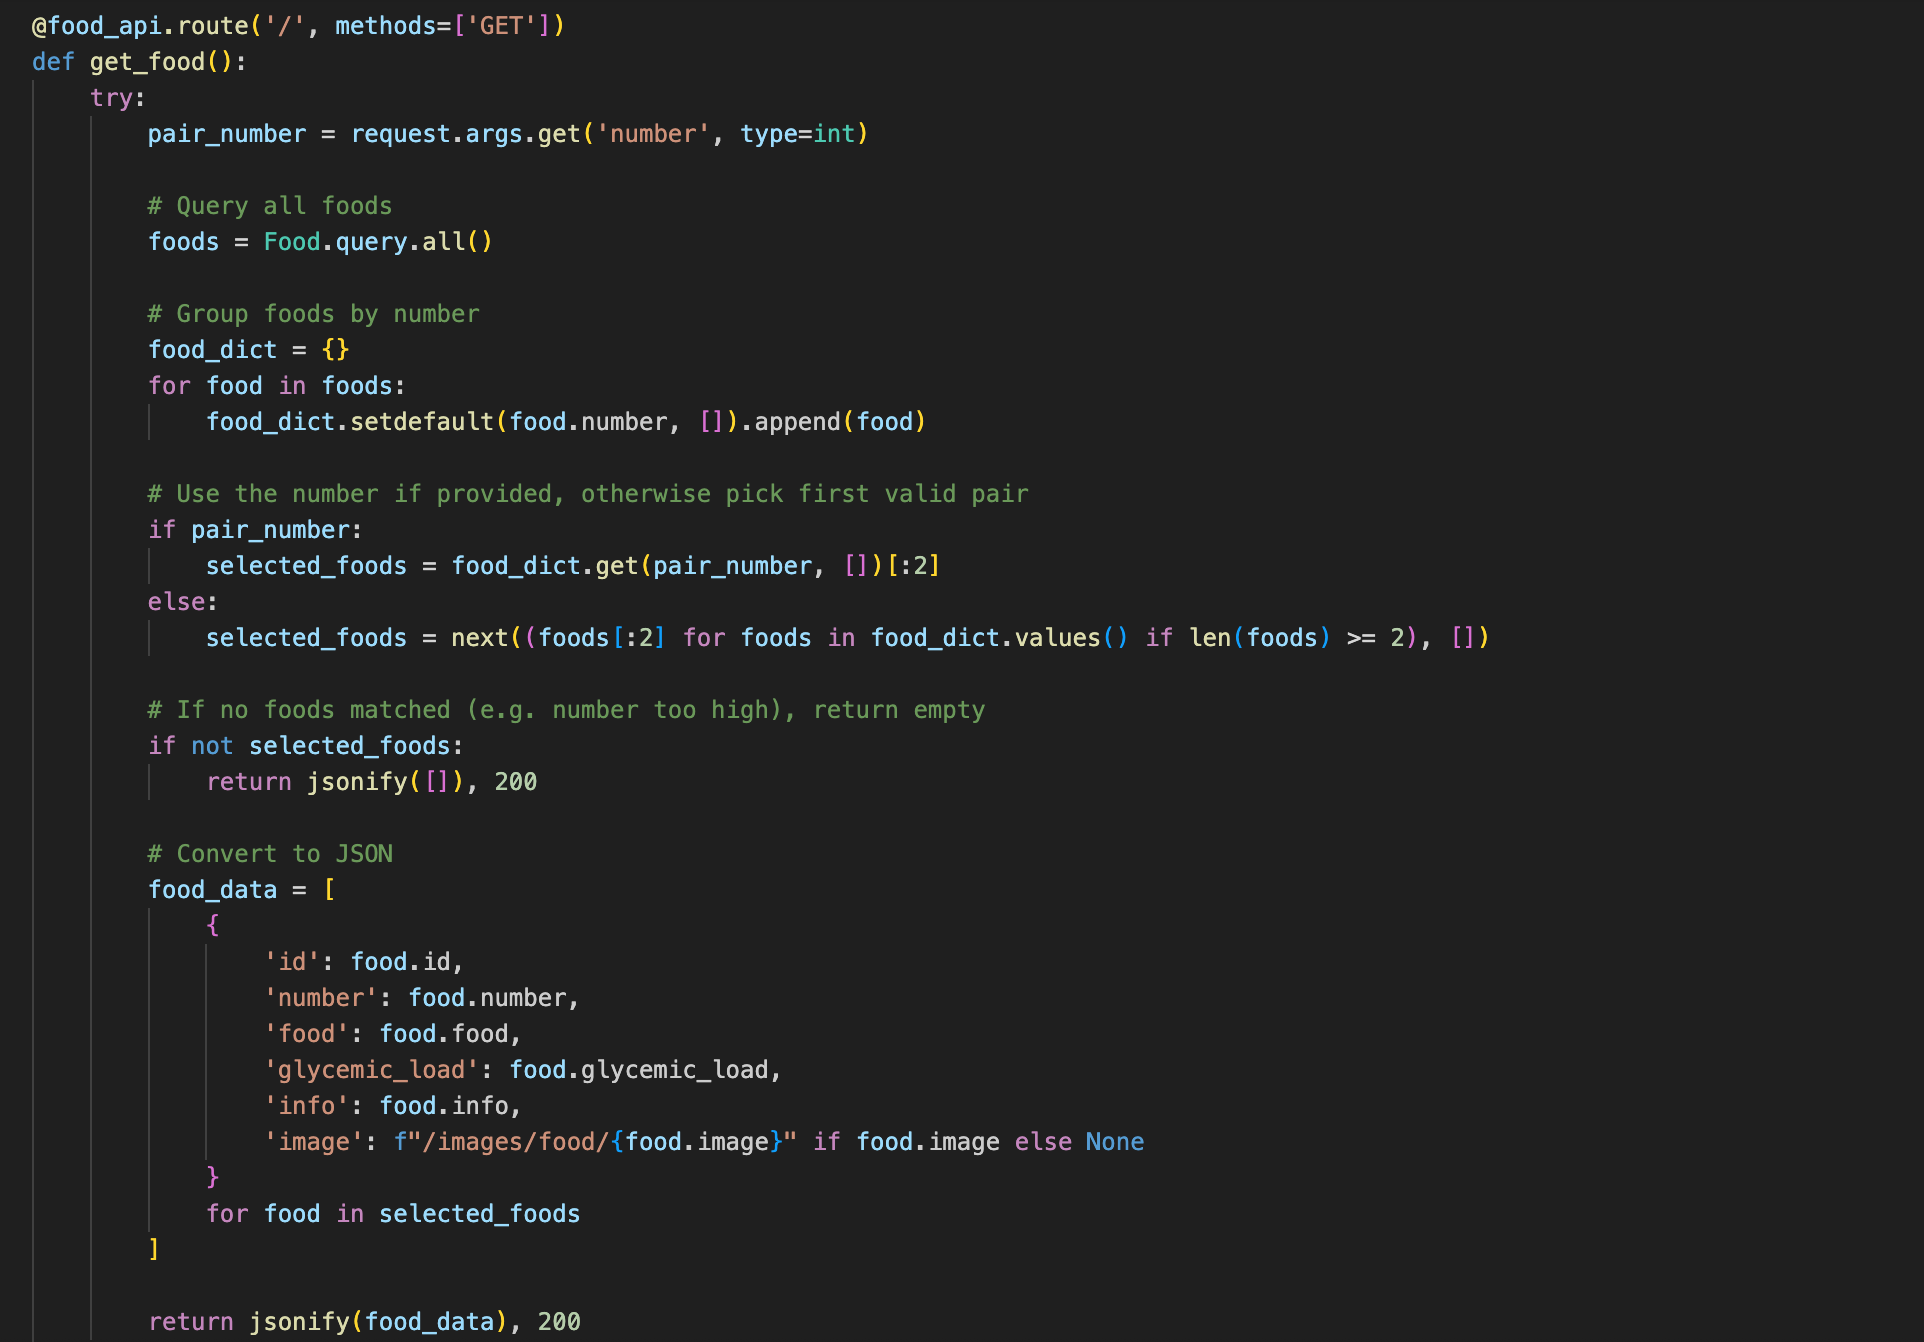 @food_api.route('/', methods=['GET'])
def get_food():
    try:
        pair_number = request.args.get('number', type=int)

        # Query all foods
        foods = Food.query.all()

        # Group foods by number
        food_dict = {}
        for food in foods:
            food_dict.setdefault(food.number, []).append(food)

        # Use the number if provided, otherwise pick first valid pair
        if pair_number:
            selected_foods = food_dict.get(pair_number, [])[:2]
        else:
            selected_foods = next((foods[:2] for foods in food_dict.values() if len(foods) >= 2), [])

        # If no foods matched (e.g. number too high), return empty
        if not selected_foods:
            return jsonify([]), 200

        # Convert to JSON
        food_data = [
            {
                'id': food.id,
                'number': food.number,
                'food': food.food,
                'glycemic_load': food.glycemic_load,
                'info': food.info,
                'image': f"/images/food/{food.image}" if food.image else None
            }
            for food in selected_foods
        ]

        return jsonify(food_data), 200